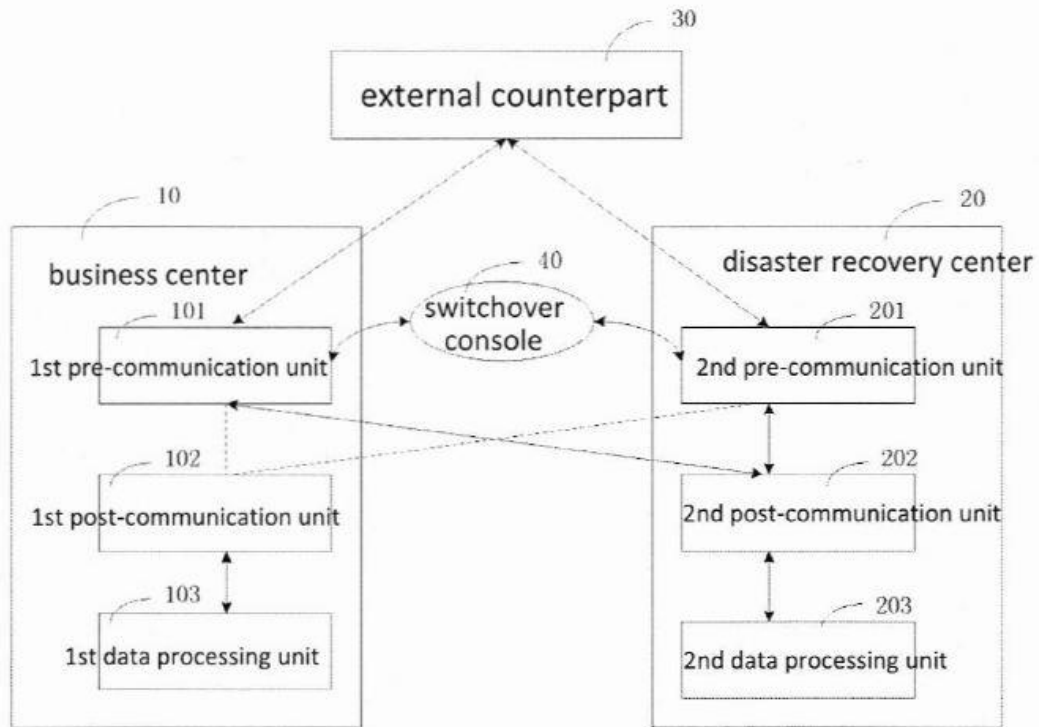 30
external counterpart
10
business center
20
disaster recovery center
40
switchover
console
101
1st pre-communication unit
201
2nd pre-communication unit
102
1st post-communication unit
202
2nd post-communication unit
103
1st data processing unit
203
2nd data processing unit